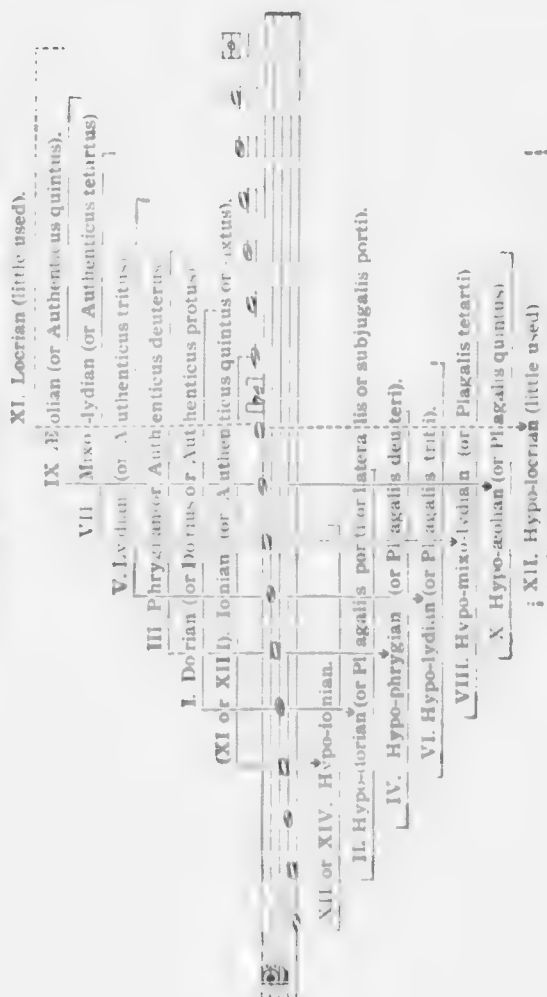 XI. Locrian (little used).
IX Æolian (or Authenticus quintus).
VII Mixo-lydian (or Authenticus tetartus)
V. Lydian (or Authenticus tritus)
III Phrygian or Authenticus deuterus
I. Dorian (or Dorius or Authenticus protus)
(XI or XIII). Ionian (or Authenticus quintus or sextus).
XII or XIV. Hypo-ionian.
II. Hypo-dorian (or Plagalis porti or lateralis or subjugalis porti).
IV. Hypo-phrygian (or Plagalis deuteri).
VI. Hypo-lydian (or Plagalis triti).
VIII. Hypo-mixo-lydian (or Plagalis tetarti)
X Hypo-æolian (or Plagalis quintus)
XII. Hypo-locrian (little used)